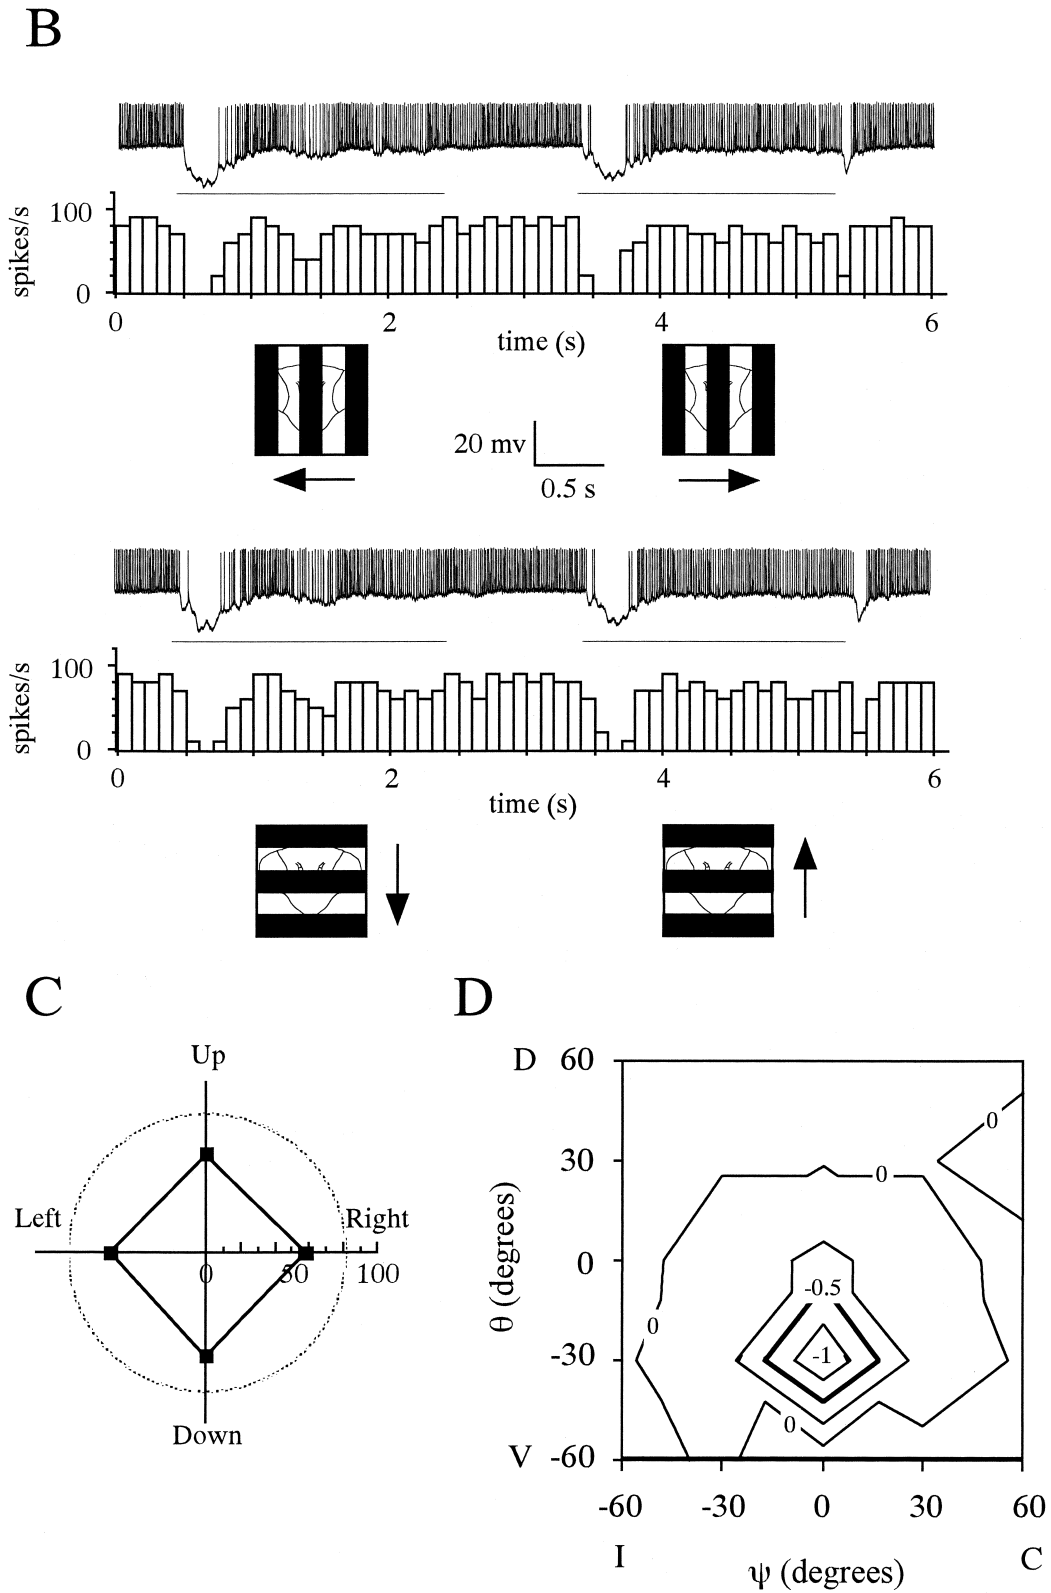 B
100
spikes/s
0
0 2 4 6
time (s)
20 mv
0.5 s
100
spikes/s
0
0 2 4 6
time (s)
C
Up
Left
Right
0 50 100
Down
D
D 60
30
0
-30
V -60
θ (degrees)
0
0
-0.5
0
-1
0
-60 -30 0 30 60
I
C
ψ (degrees)